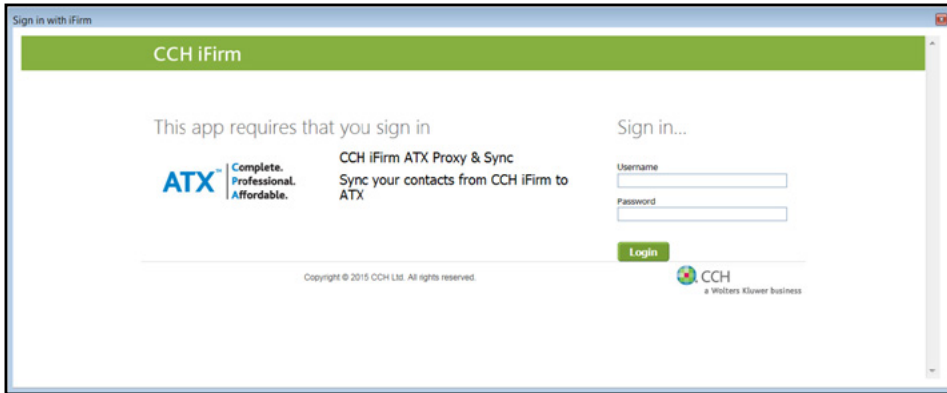 Sign in with iFirm
CCH iFirm
This app requires that you sign in
ATX™
Complete.
Professional.
Affordable.
CCH iFirm ATX Proxy & Sync
Sync your contacts from CCH iFirm to
ATX
Sign in...
Username
Password
Login
Copyright © 2015 CCH Ltd. All rights reserved.
CCH
a Wolters Kluwer business